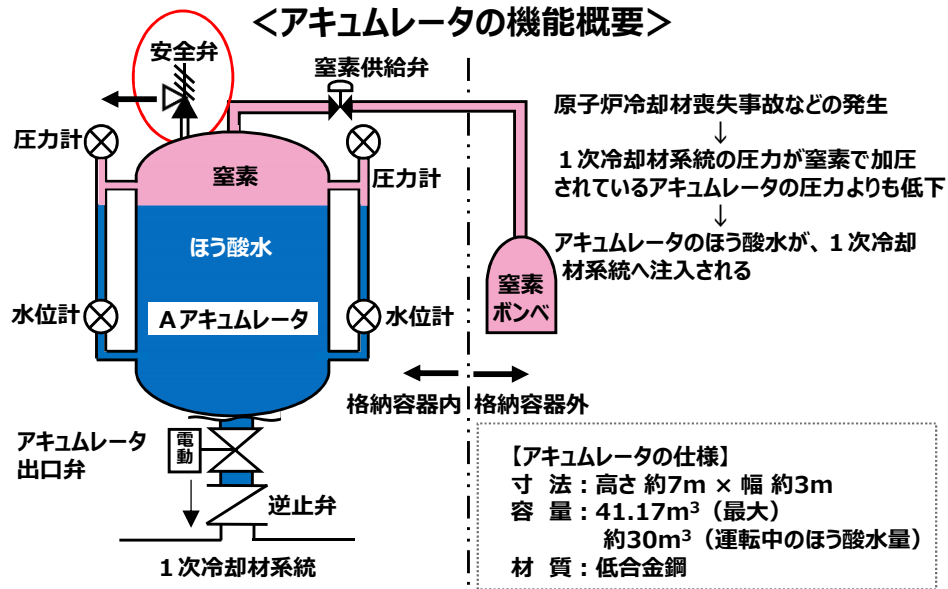 ＜アキュムレータの機能概要＞
安全弁
窒素供給弁
圧力計
窒素
圧力計
ほう酸水
水位計
Ａアキュムレータ
水位計
窒素
ボンベ
原子炉冷却材喪失事故などの発生
↓
１次冷却材系統の圧力が窒素で加圧
されているアキュムレータの圧力よりも低下
↓
アキュムレータのほう酸水が、１次冷却
材系統へ注入される
格納容器内
格納容器外
アキュムレータ
出口弁
電
動
逆止弁
１次冷却材系統
【アキュムレータの仕様】
寸 法：高さ 約7m × 幅 約3m
容 量：41.17m³（最大）
約30m³（運転中のほう酸水量）
材 質：低合金鋼